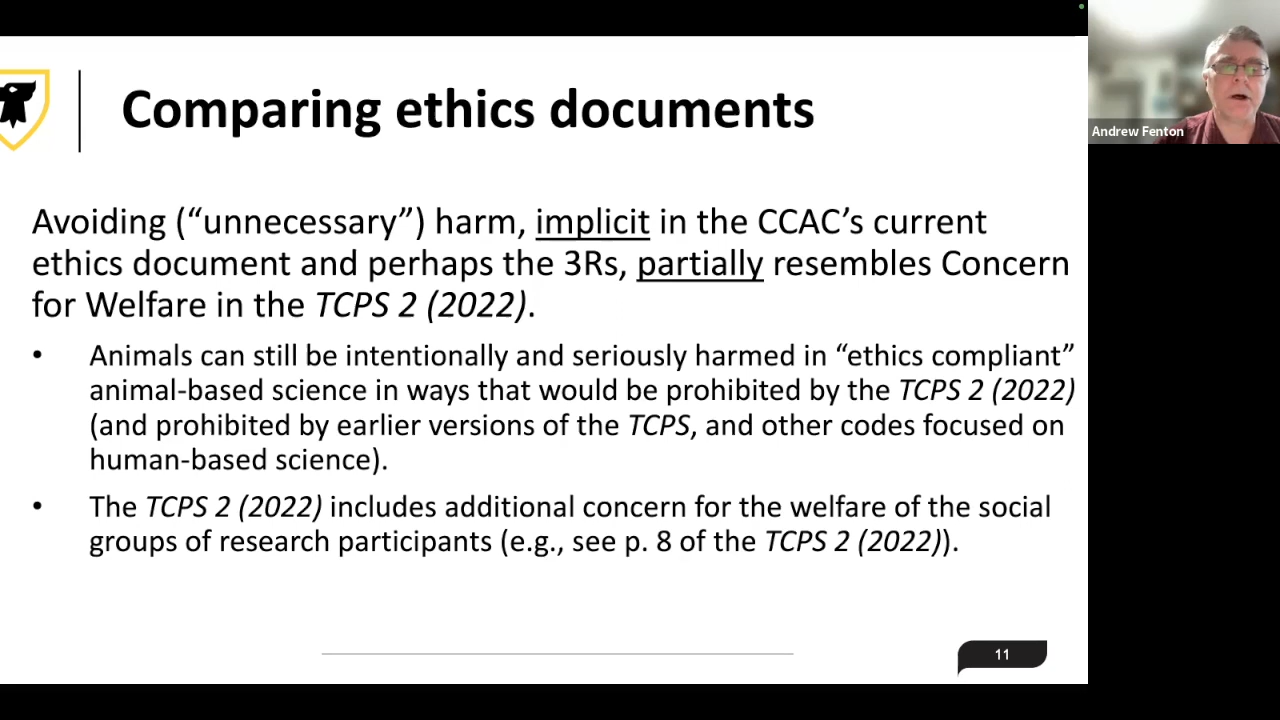 Comparing ethics documents
Andrew Fenton
Avoiding (“unnecessary”) harm, implicit in the CCAC’s current
ethics document and perhaps the 3Rs, partially resembles Concern
for Welfare in the TCPS 2 (2022).
• Animals can still be intentionally and seriously harmed in “ethics compliant”
animal-based science in ways that would be prohibited by the TCPS 2 (2022)
(and prohibited by earlier versions of the TCPS, and other codes focused on
human-based science).
• The TCPS 2 (2022) includes additional concern for the welfare of the social
groups of research participants (e.g., see p. 8 of the TCPS 2 (2022)).
11